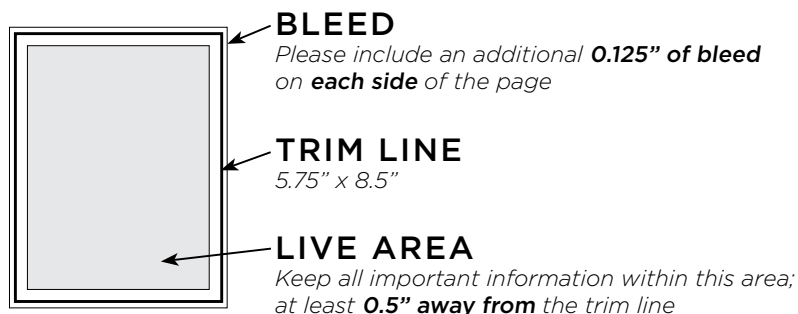 BLEED
Please include an additional 0.125” of bleed
on each side of the page
TRIM LINE
5.75” x 8.5”
LIVE AREA
Keep all important information within this area;
at least 0.5” away from the trim line